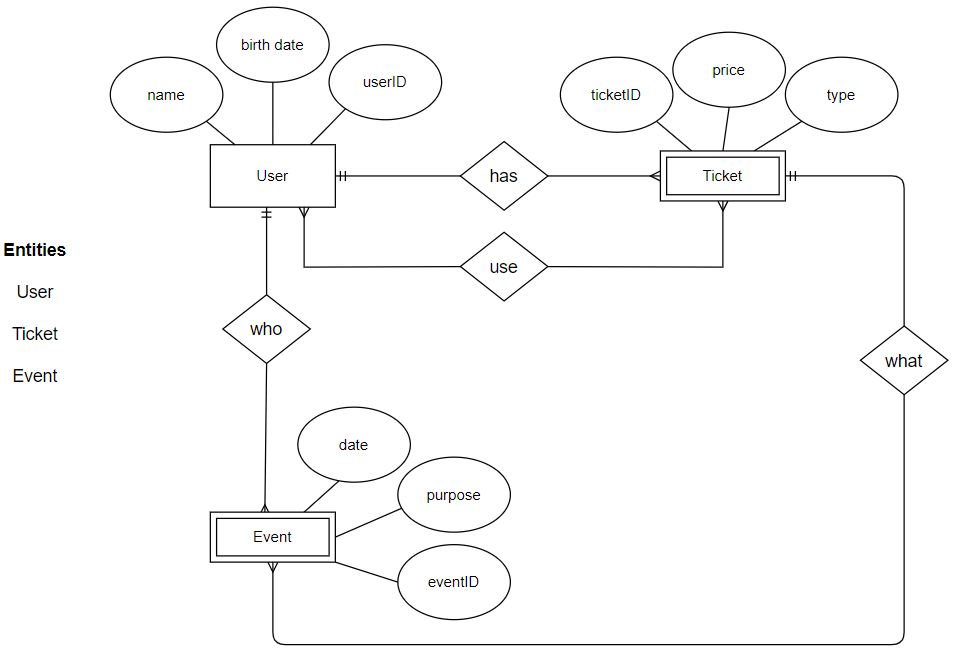 birth date
name
userID
ticketID
price
type
User
has
Ticket
use
Entities
User
Ticket
Event
who
what
date
purpose
Event
eventID